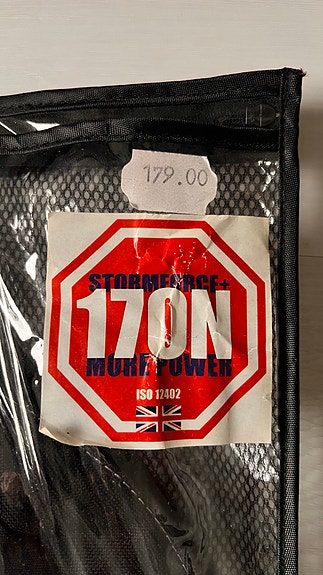 179.00
STORMFORCE+
170N
MORE POWER
ISO 12402